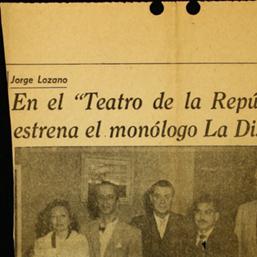 Jorge Lozano
En el "Teatro de la Repú
estrena el monólogo La Di